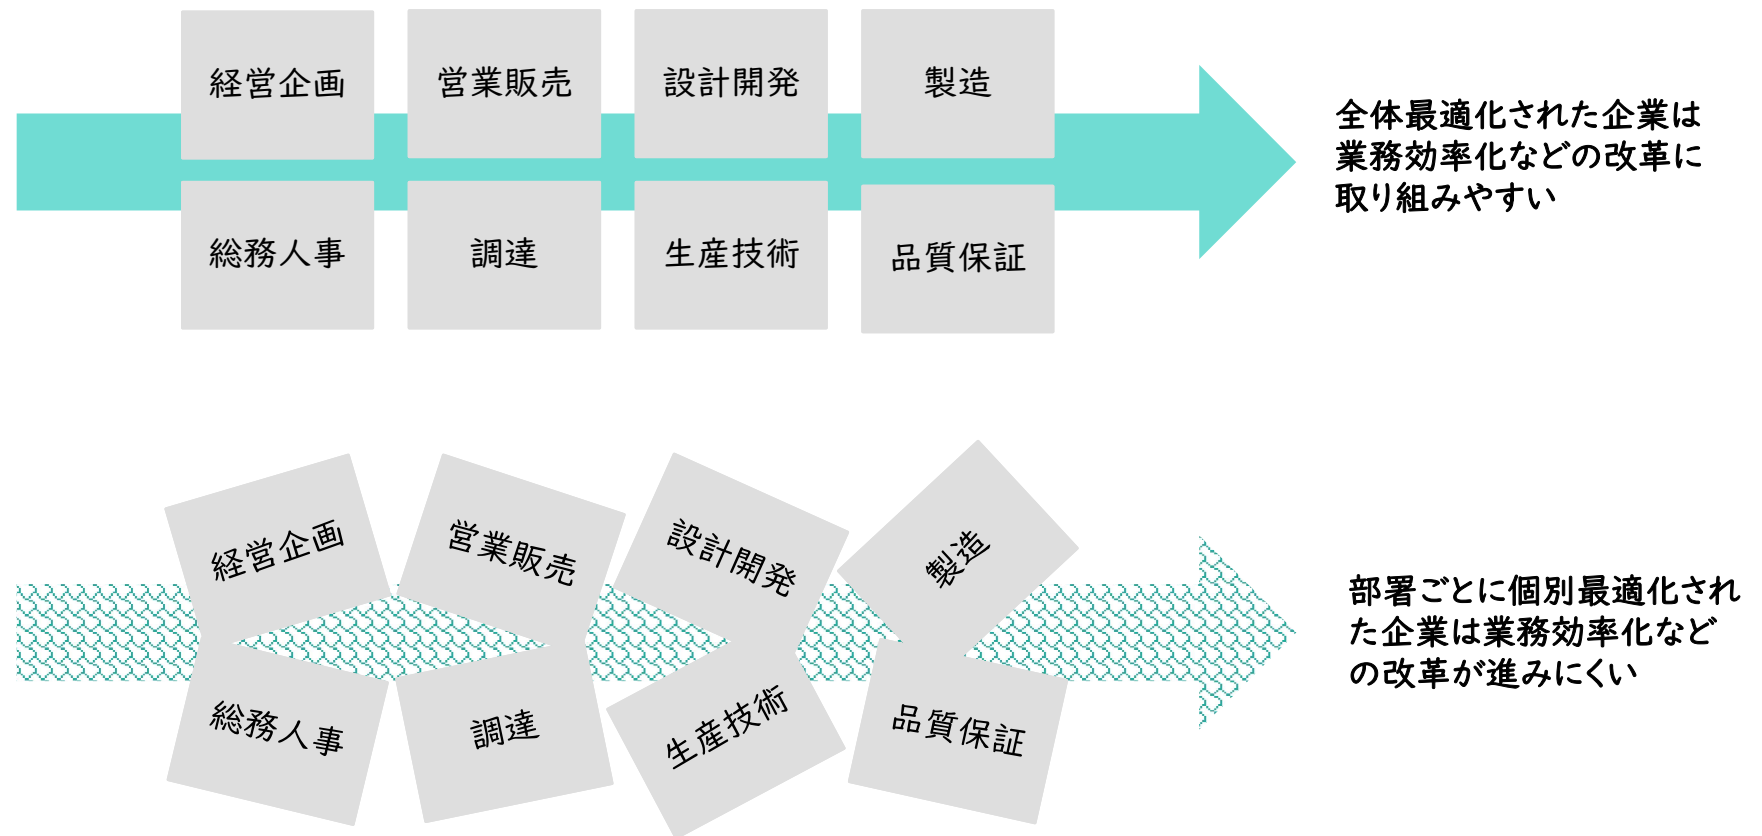 経営企画
営業販売
設計開発
製造
総務人事
調達
生産技術
品質保証
全体最適化された企業は
業務効率化などの改革に
取り組みやすい
経営企画
営業販売
設計開発
製造
総務人事
調達
生産技術
品質保証
部署ごとに個別最適化され
た企業は業務効率化など
の改革が進みにくい